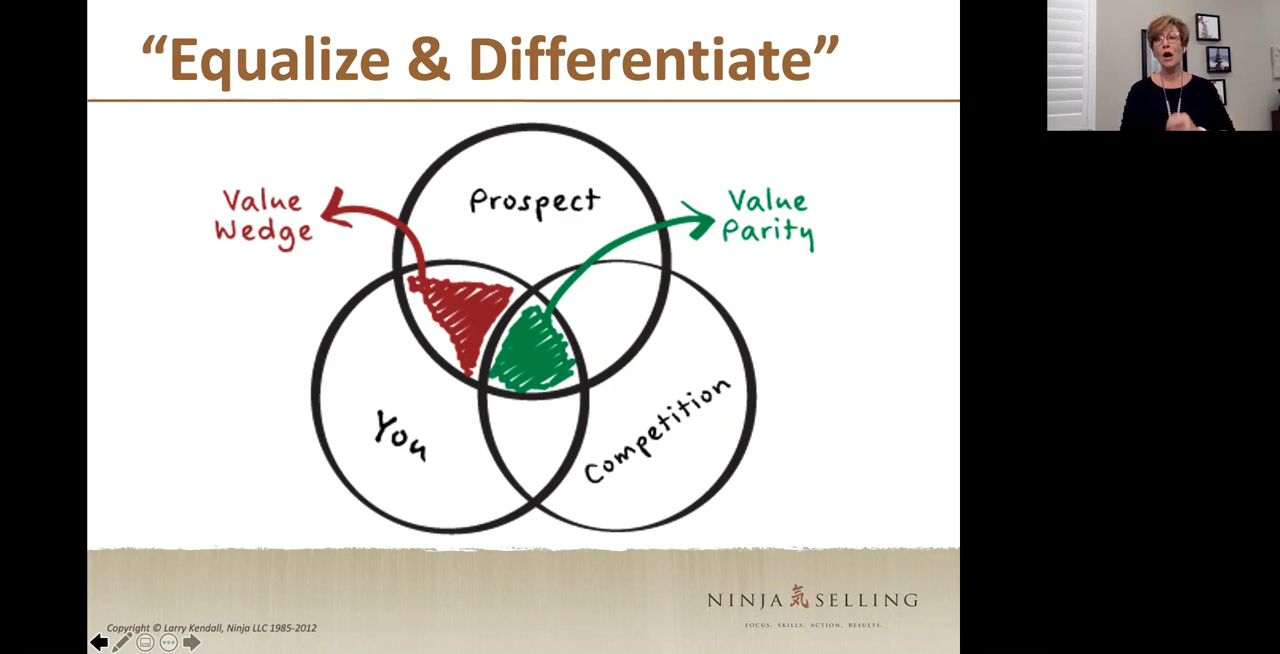 “Equalize & Differentiate”
Prospect
Value
Wedge
Value
Parity
You
Competition
NINJA 気 SELLING
FOCUS. SKILLS. ACTION. RESULTS.
Copyright © Larry Kendall, Ninja LLC 1985-2012